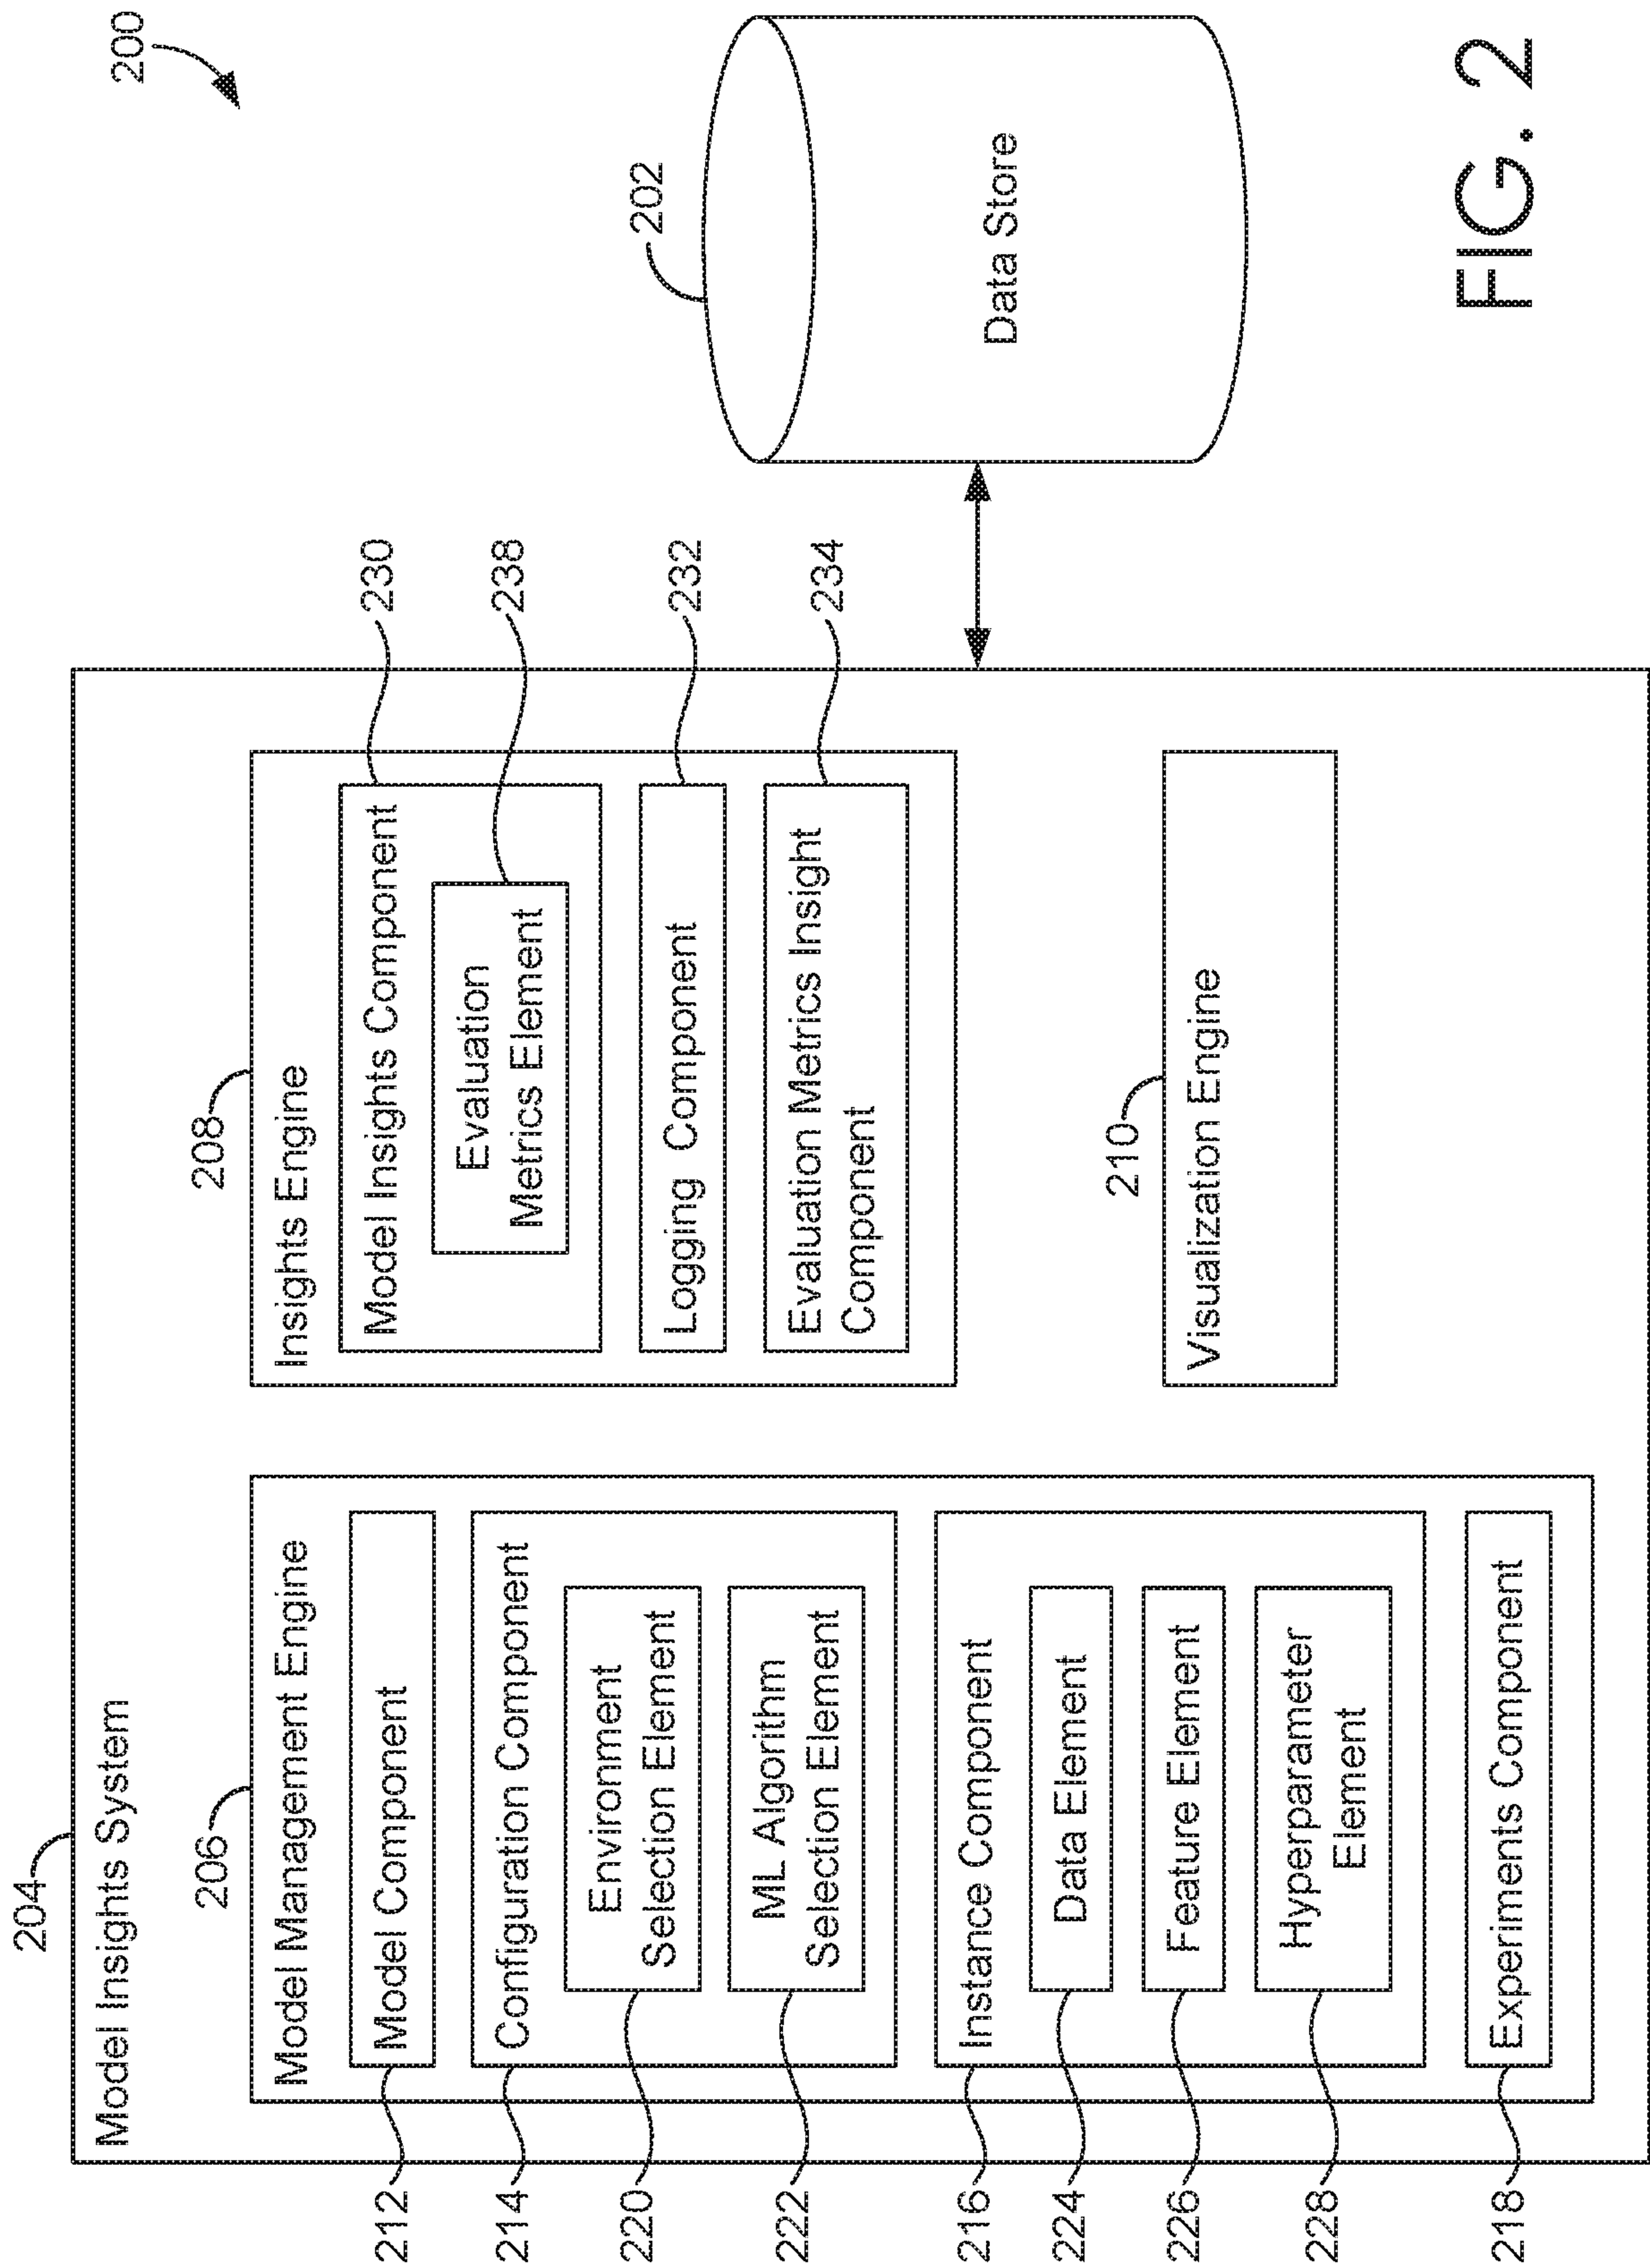 200
204
Model Insights System
206
Model Management Engine
212
Model Component
214
Configuration Component
220
Environment
Selection Element
222
ML Algorithm
Selection Element
216
Instance Component
224
Data Element
226
Feature Element
228
Hyperparameter
Element
218
Experiments Component
208
Insights Engine
Model Insights Component
230
Evaluation
Metrics Element
238
Logging Component
232
Evaluation Metrics Insight
Component
234
210
Visualization Engine
202
Data Store
FIG. 2